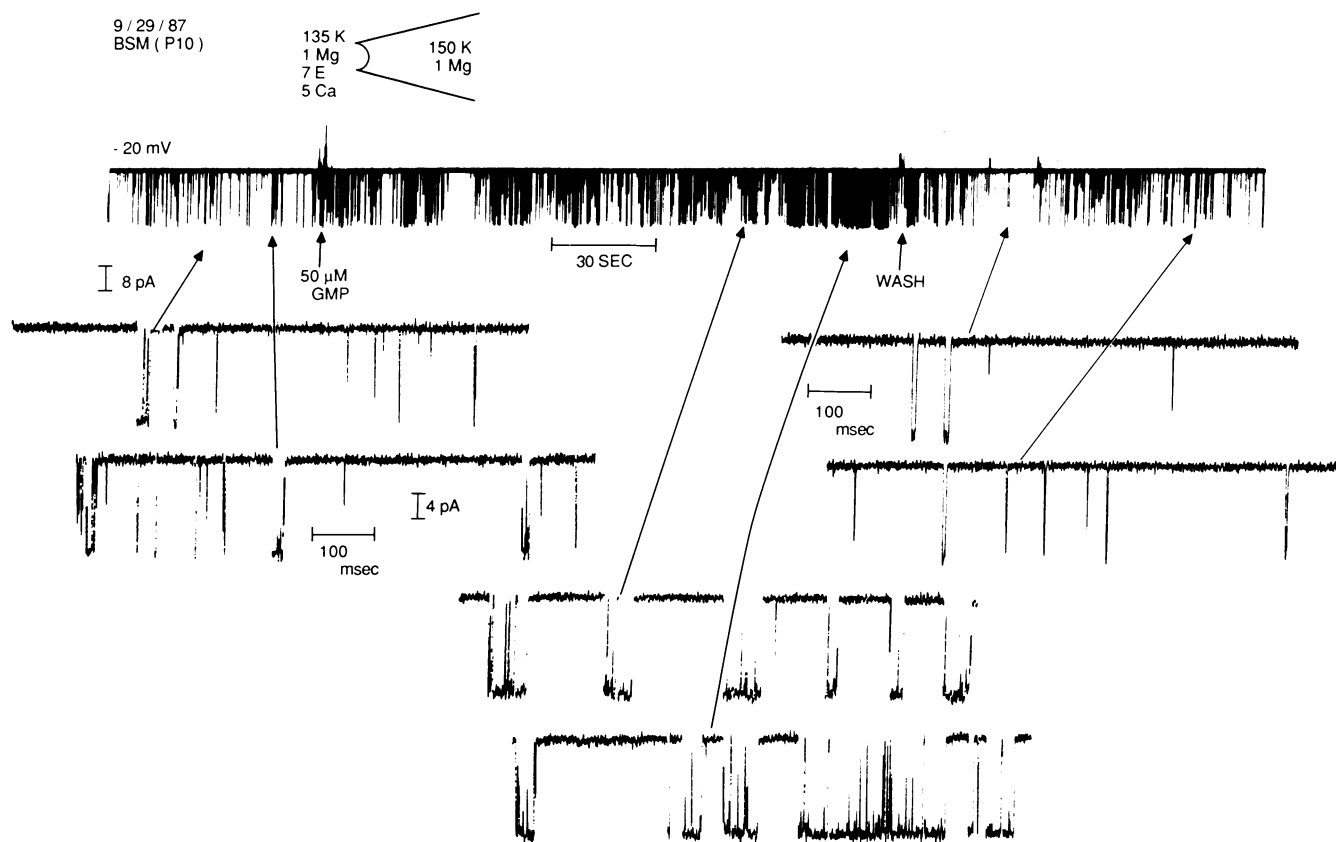 9 / 29 / 87
BSM ( P10 )
135 K
1 Mg
7 E
5 Ca
150 K
1 Mg
- 20 mV
30 SEC
8 pA
50 µM
GMP
WASH
100
msec
4 pA
100
msec